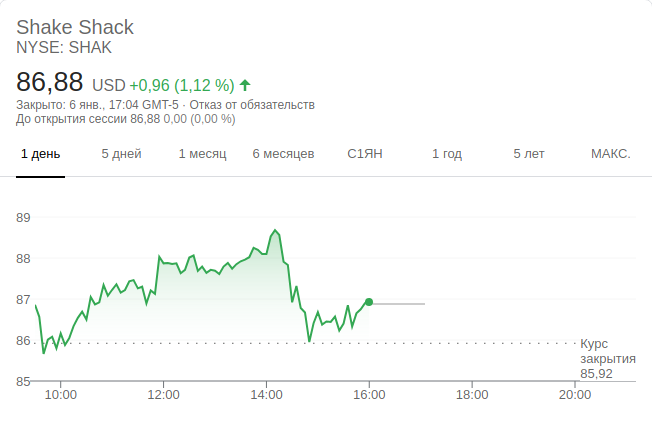 Shake Shack
NYSE: SHAK
86,88 USD +0,96 (1,12 %)
Закрыто: 6 янв., 17:04 GMT-5 · Отказ от обязательств
До открытия сессии 86,88 0,00 (0,00 %)
1 день 5 дней 1 месяц 6 месяцев С1ЯН 1 год 5 лет МАКС.
89
88
87
86
Курс
закрытия
85,92
85
10:00 12:00 14:00 16:00 18:00 20:00